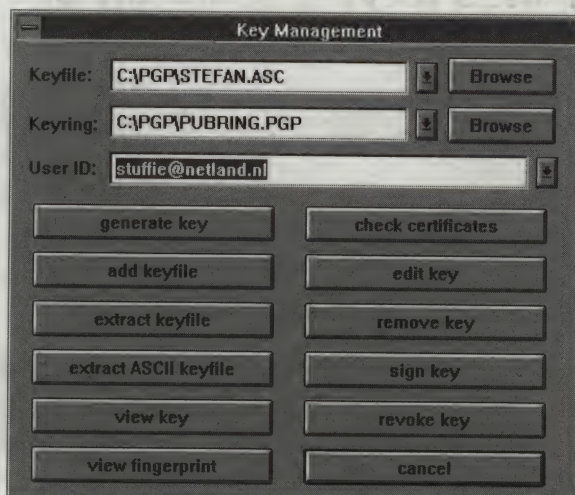 Key Management
Keyfile: C:\PGP\STEFAN.ASC Browse
Keyring: C:\PGP\PUBRING.PGP Browse
User ID: stuffie@netland.nl
generate key check certificates
add keyfile edit key
extract keyfile remove key
extract ASCII keyfile sign key
view key revoke key
view fingerprint cancel